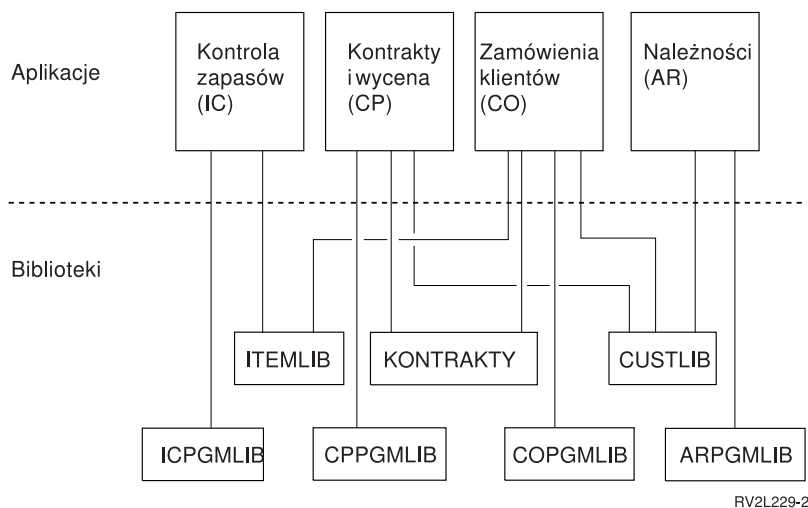 Aplikacje
Kontrola
zapasów
(IC)
Kontrakty
i wycena
(CP)
Zamówienia
klientów
(CO)
Należności
(AR)
Biblioteki
ITEMLIB
KONTRAKTY
CUSTLIB
ICPGMLIB
CPPGMLIB
COPGMLIB
ARPGMLIB
RV2L229-2